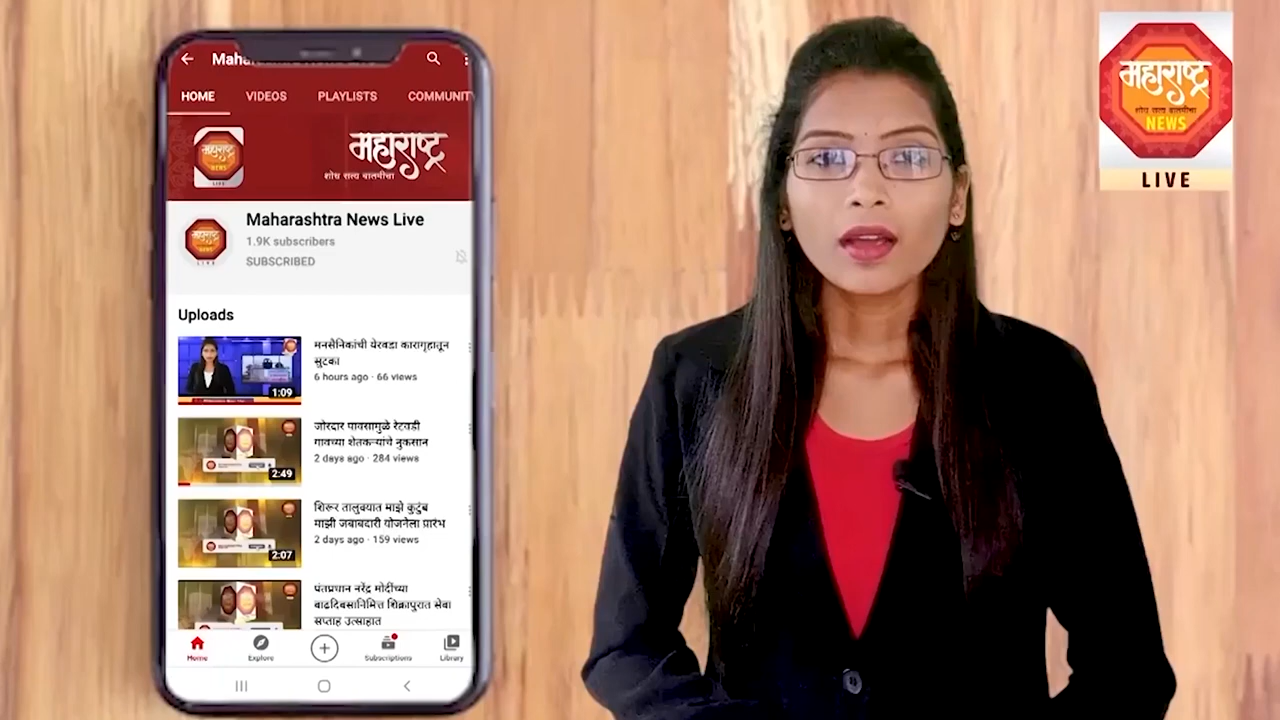 HOME VIDEOS PLAYLISTS COMMUNIT
महाराष्ट्र
शोध सत्य बातमीचा
Maharashtra News Live
1.9K subscribers
SUBSCRIBED
Uploads
मनसैनिकांची येरवडा कारागृहातून
सुटका
6 hours ago · 66 views
1:09
जोरदार पावसामुळे रेटवडी
गावच्या शेतकऱ्यांचे नुकसान
2 days ago · 284 views
2:49
शिरूर तालुक्यात माझे कुटुंब
माझी जबाबदारी योजनेला प्रारंभ
2 days ago · 159 views
2:07
पंतप्रधान नरेंद्र मोदींच्या
वाढदिवसानिमित्त शिक्रापुरात सेवा
सप्ताह उत्साहात
Home Explore Subscriptions Library
महाराष्ट्र
शोध सत्य बातमीचा
NEWS
LIVE